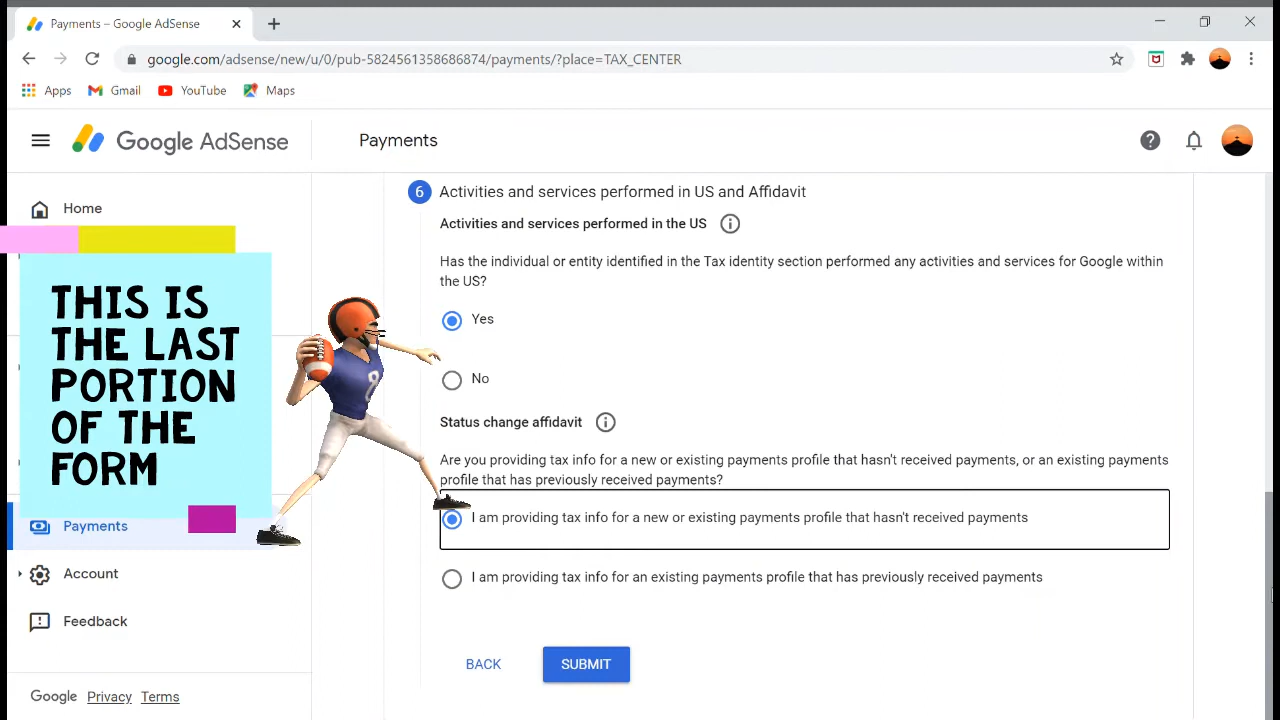 Payments – Google AdSense
google.com/adsense/new/u/0/pub-5824561358686874/payments/?place=TAX_CENTER
Apps Gmail YouTube Maps
Google AdSense
Payments
Home
THIS IS
THE LAST
PORTION
OF THE
FORM
Payments
Account
Feedback
Google Privacy Terms
6 Activities and services performed in US and Affidavit
Activities and services performed in the US
Has the individual or entity identified in the Tax identity section performed any activities and services for Google within
the US?
Yes
No
Status change affidavit
Are you providing tax info for a new or existing payments profile that hasn't received payments, or an existing payments
profile that has previously received payments?
I am providing tax info for a new or existing payments profile that hasn't received payments
I am providing tax info for an existing payments profile that has previously received payments
BACK SUBMIT